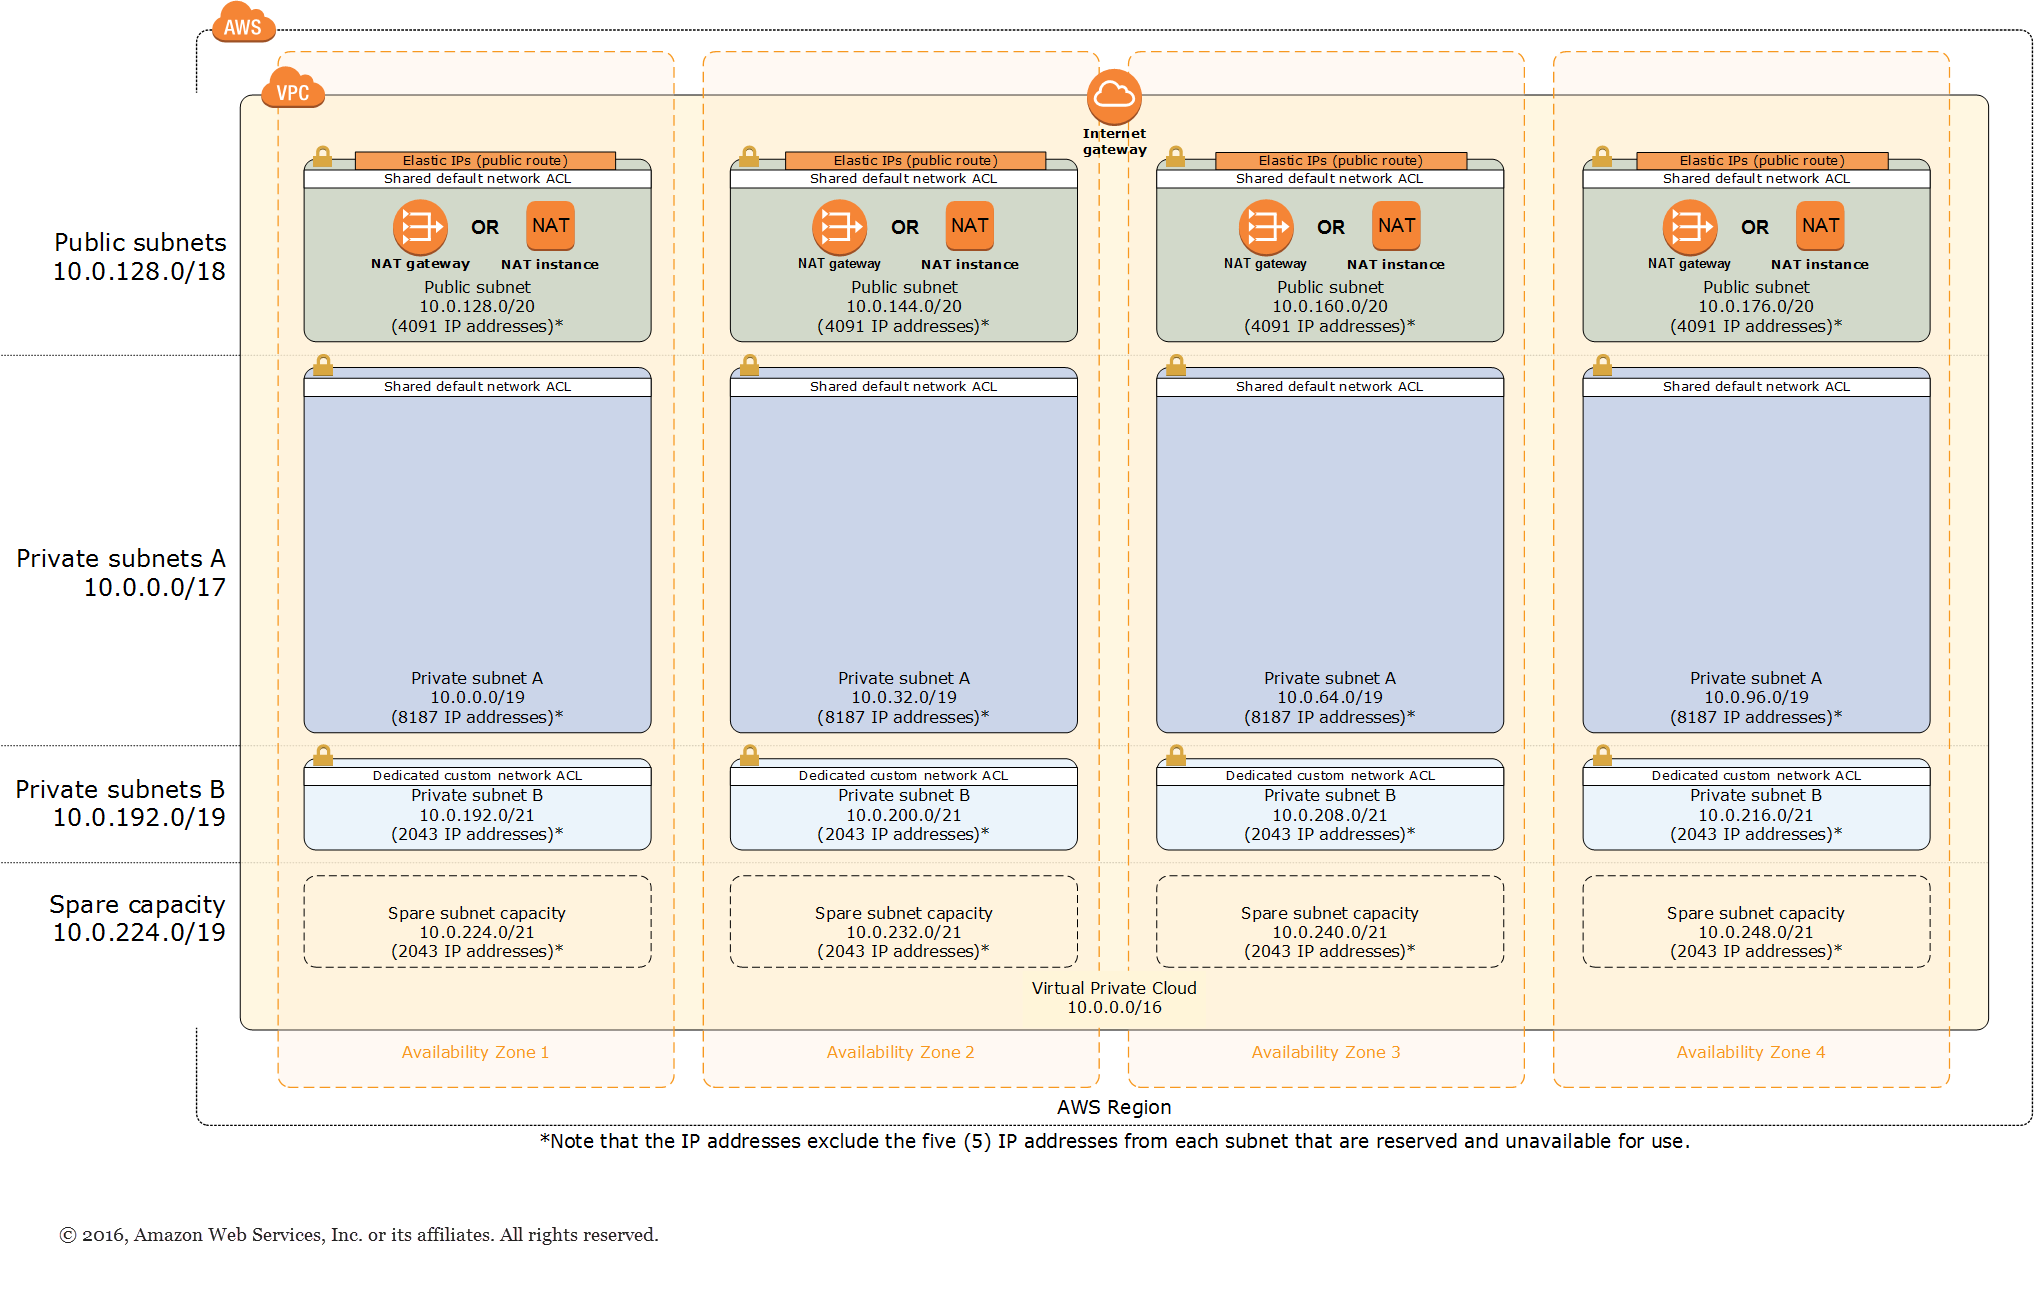 AWS
VPC
Internet
gateway
Public subnets
10.0.128.0/18
Elastic IPs (public route)
Shared default network ACL
OR
NAT
NAT gateway
NAT instance
Public subnet
10.0.128.0/20
(4091 IP addresses)*
Elastic IPs (public route)
Shared default network ACL
OR
NAT
NAT gateway
NAT instance
Public subnet
10.0.144.0/20
(4091 IP addresses)*
Elastic IPs (public route)
Shared default network ACL
OR
NAT
NAT gateway
NAT instance
Public subnet
10.0.160.0/20
(4091 IP addresses)*
Elastic IPs (public route)
Shared default network ACL
OR
NAT
NAT gateway
NAT instance
Public subnet
10.0.176.0/20
(4091 IP addresses)*
Private subnets A
10.0.0.0/17
Shared default network ACL
Private subnet A
10.0.0.0/19
(8187 IP addresses)*
Shared default network ACL
Private subnet A
10.0.32.0/19
(8187 IP addresses)*
Shared default network ACL
Private subnet A
10.0.64.0/19
(8187 IP addresses)*
Shared default network ACL
Private subnet A
10.0.96.0/19
(8187 IP addresses)*
Private subnets B
10.0.192.0/19
Dedicated custom network ACL
Private subnet B
10.0.192.0/21
(2043 IP addresses)*
Dedicated custom network ACL
Private subnet B
10.0.200.0/21
(2043 IP addresses)*
Dedicated custom network ACL
Private subnet B
10.0.208.0/21
(2043 IP addresses)*
Dedicated custom network ACL
Private subnet B
10.0.216.0/21
(2043 IP addresses)*
Spare capacity
10.0.224.0/19
Spare subnet capacity
10.0.224.0/21
(2043 IP addresses)*
Spare subnet capacity
10.0.232.0/21
(2043 IP addresses)*
Spare subnet capacity
10.0.240.0/21
(2043 IP addresses)*
Spare subnet capacity
10.0.248.0/21
(2043 IP addresses)*
Virtual Private Cloud
10.0.0.0/16
Availability Zone 1
Availability Zone 2
Availability Zone 3
Availability Zone 4
AWS Region
*Note that the IP addresses exclude the five (5) IP addresses from each subnet that are reserved and unavailable for use.
© 2016, Amazon Web Services, Inc. or its affiliates. All rights reserved.